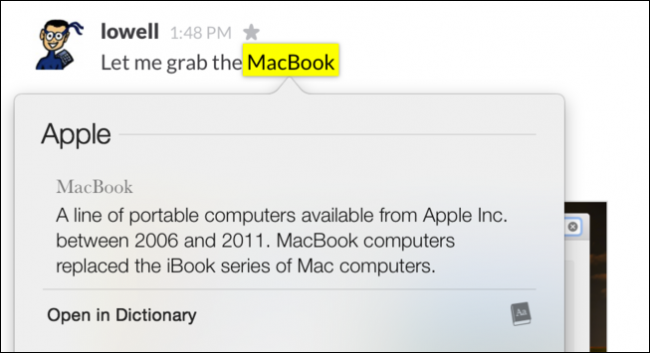 lowell 1:48 PM
Let me grab the MacBook
Apple
MacBook
A line of portable computers available from Apple Inc.
between 2006 and 2011. MacBook computers
replaced the iBook series of Mac computers.
Open in Dictionary Aa